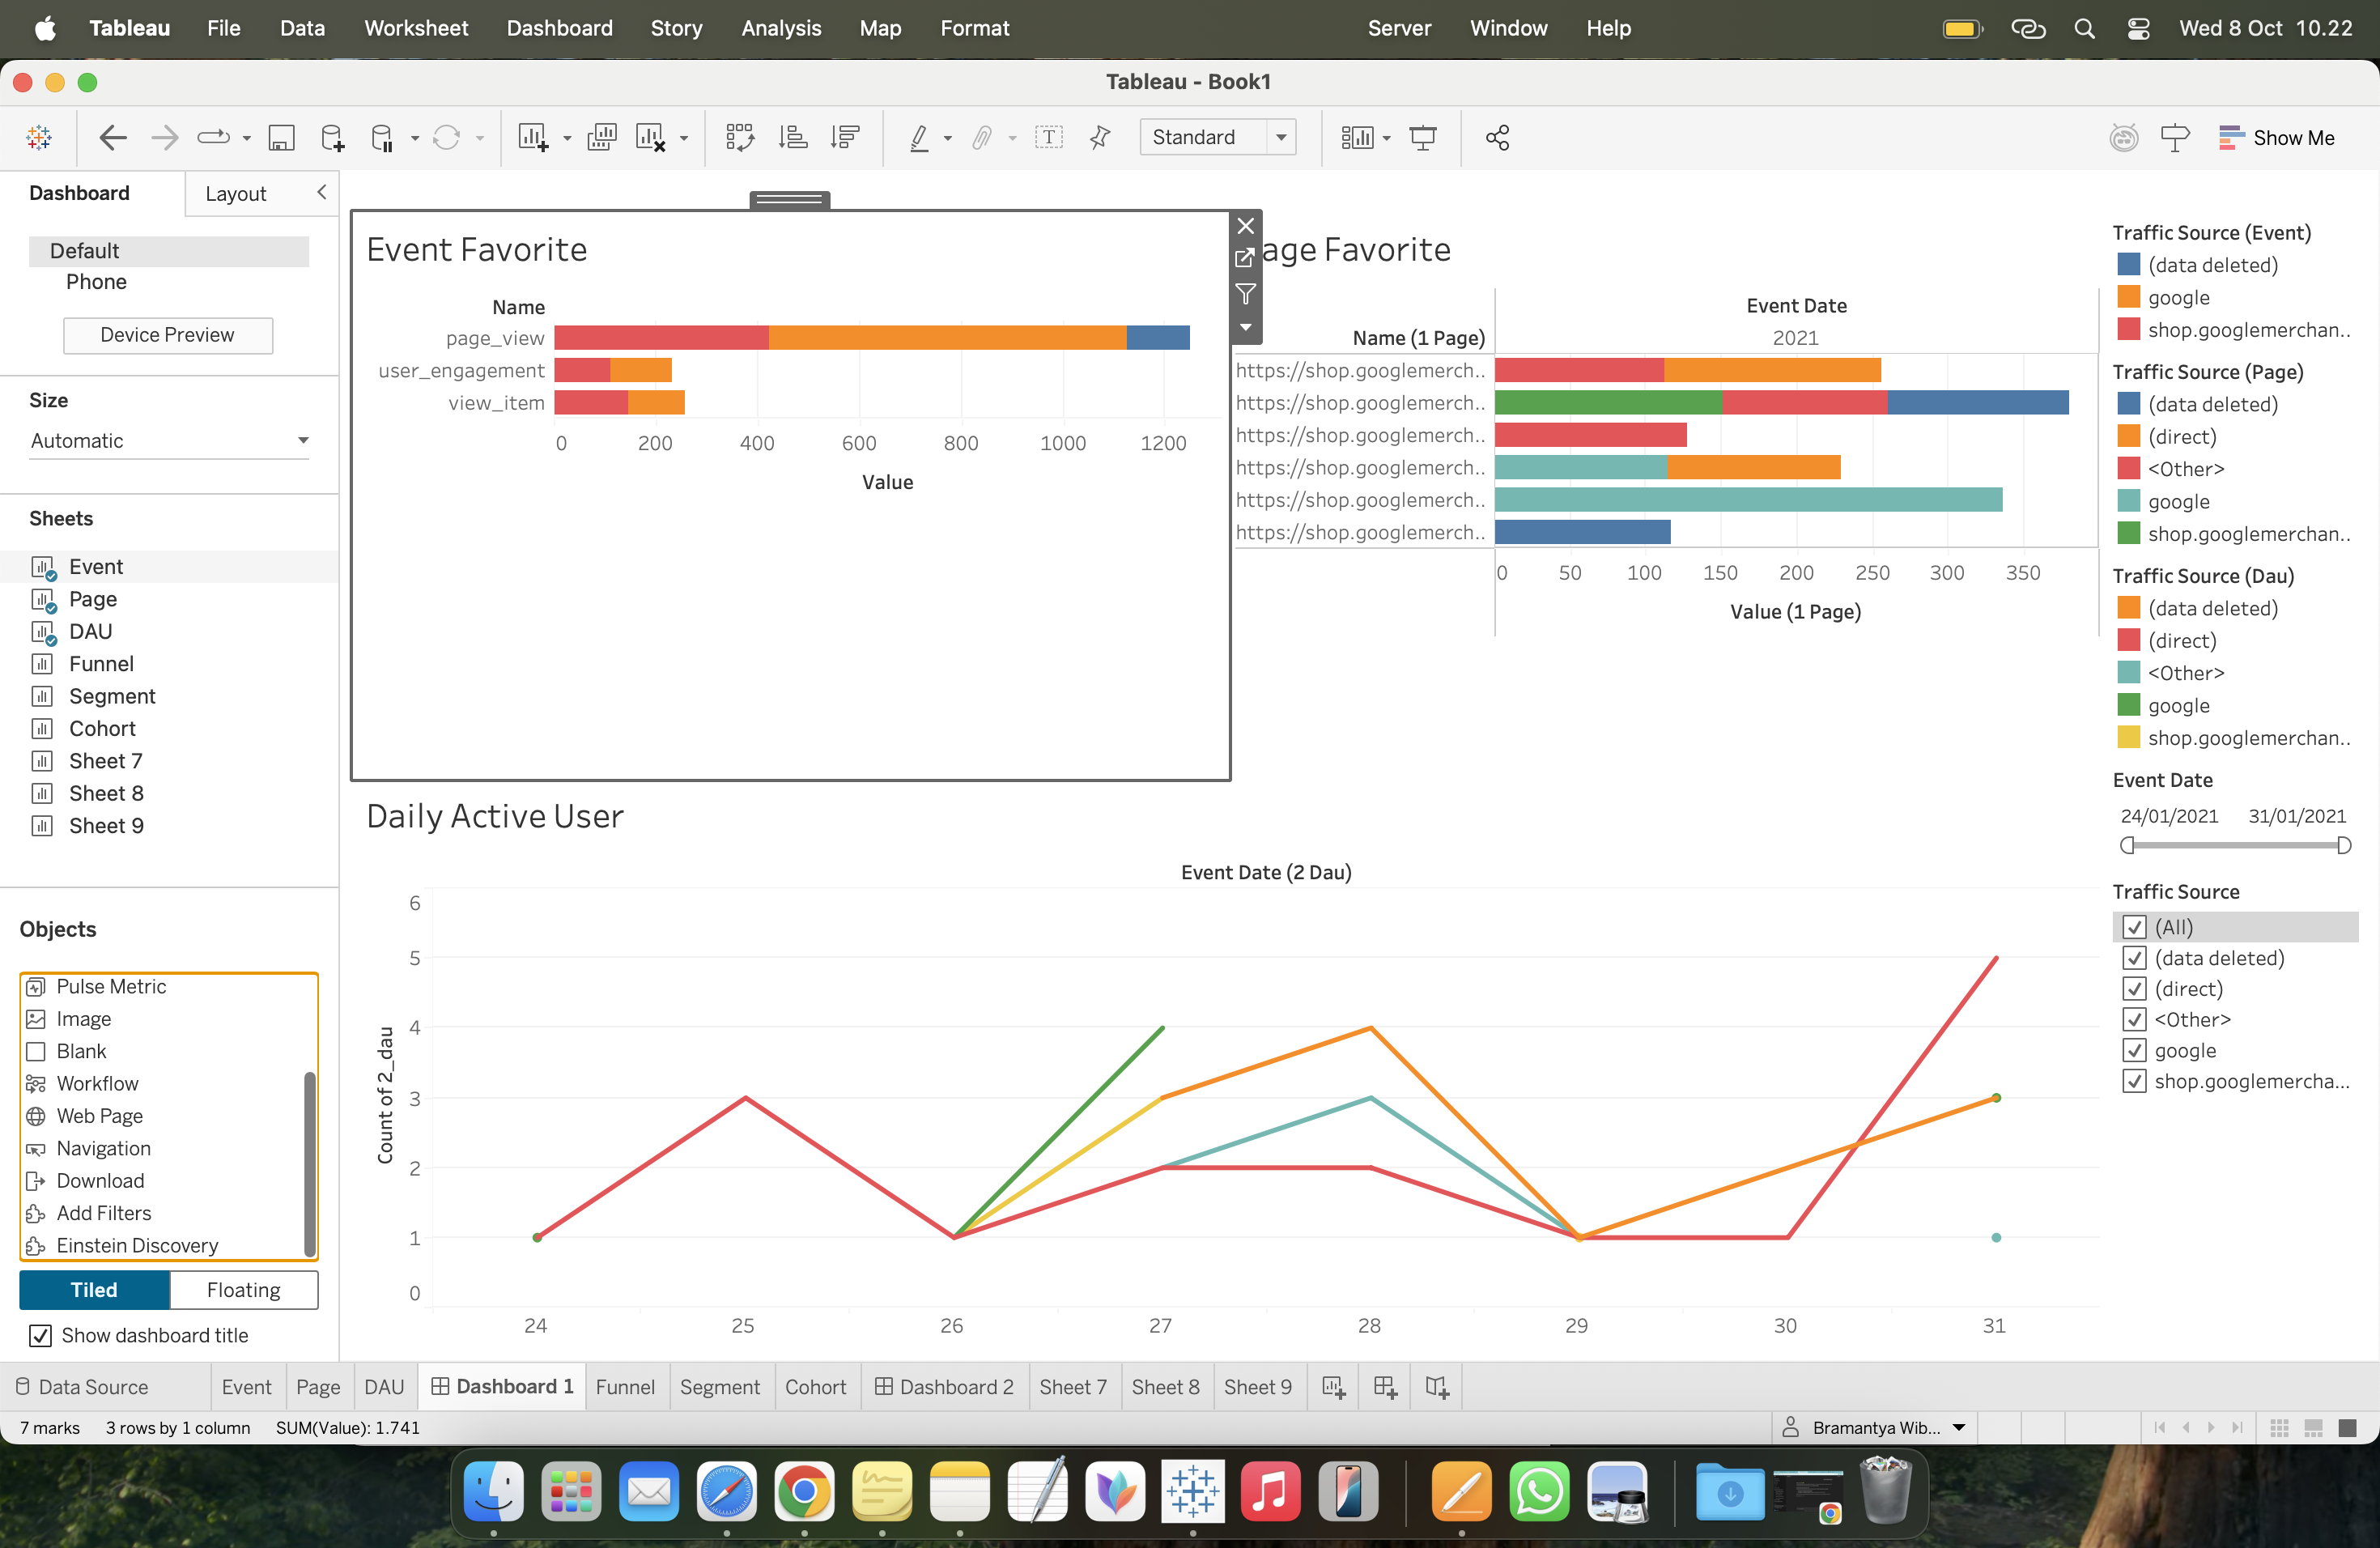 Tableau File Data Worksheet Dashboard Story Analysis Map Format Server Window Help Wed 8 Oct 10.22
Tableau - Book1
Standard
Show Me
Dashboard
Layout
Default
Phone
Device Preview
Size
Automatic
Sheets
Event
Page
DAU
Funnel
Segment
Cohort
Sheet 7
Sheet 8
Sheet 9
Objects
Pulse Metric
Image
Blank
Workflow
Web Page
Navigation
Download
Add Filters
Einstein Discovery
Tiled Floating
Show dashboard title
Event Favorite
Name
page_view
user_engagement
view_item
0 200 400 600 800 1000 1200
Value
age Favorite
Event Date
Name (1 Page) 2021
https://shop.googlemerch..
https://shop.googlemerch..
https://shop.googlemerch..
https://shop.googlemerch..
https://shop.googlemerch..
https://shop.googlemerch..
0 50 100 150 200 250 300 350
Value (1 Page)
Daily Active User
Event Date (2 Dau)
Count of 2_dau
6
5
4
3
2
1
0
24 25 26 27 28 29 30 31
Traffic Source (Event)
(data deleted)
google
shop.googlemerchan..
Traffic Source (Page)
(data deleted)
(direct)
<Other>
google
shop.googlemerchan..
Traffic Source (Dau)
(data deleted)
(direct)
<Other>
google
shop.googlemerchan..
Event Date
24/01/2021 31/01/2021
Traffic Source
(All)
(data deleted)
(direct)
<Other>
google
shop.googlemercha...
Data Source Event Page DAU Dashboard 1 Funnel Segment Cohort Dashboard 2 Sheet 7 Sheet 8 Sheet 9
7 marks 3 rows by 1 column SUM(Value): 1.741
Bramantya Wib...